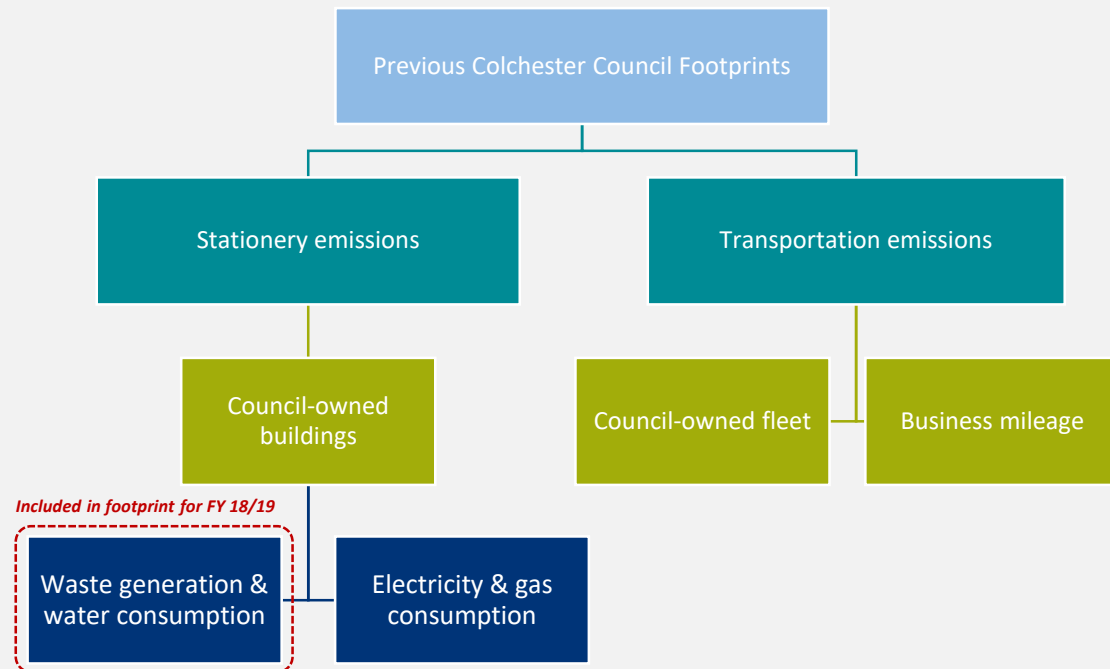 Previous Colchester Council Footprints
Stationery emissions
Transportation emissions
Council-owned
buildings
Council-owned fleet
Business mileage
Included in footprint for FY 18/19
Waste generation &
water consumption
Electricity & gas
consumption